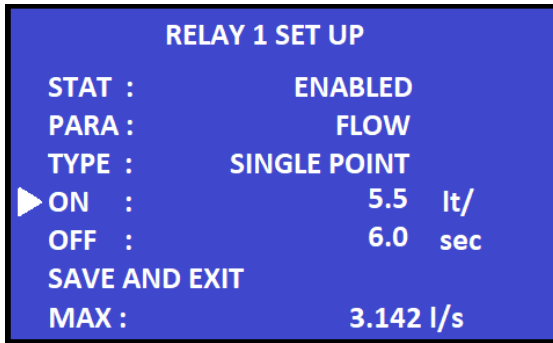 RELAY 1 SET UP
STAT : ENABLED
PARA : FLOW
TYPE : SINGLE POINT
ON : 5.5 lt/
OFF : 6.0 sec
SAVE AND EXIT
MAX : 3.142 l/s